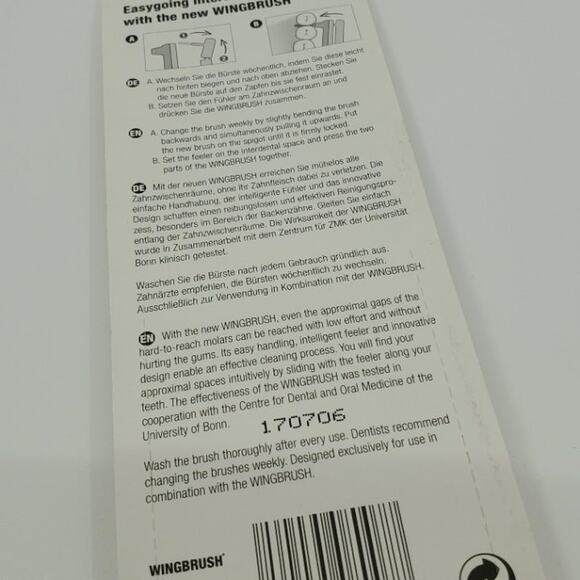 Easygoing
with the new WINGBRUSH
A
1
2
B
DE A. Wechseln Sie die Bürste wöchentlich, indem Sie diese leicht
nach hinten biegen und nach oben abziehen. Stecken Sie
die neue Bürste auf den Zapfen bis sie fest einrastet.
B. Setzen Sie den Fühler am Zahnzwischenraum an und
drücken Sie die WINGBRUSH zusammen.
EN A. Change the brush weekly by slightly bending the brush
backwards and simultaneously pulling it upwards. Put
the new brush on the spigot until it is firmly locked.
B. Set the feeler on the interdental space and press the two
parts of the WINGBRUSH together.
DE Mit der neuen WINGBRUSH erreichen Sie mühelos alle
Zahnzwischenräume, ohne ihr Zahnfleisch dabei zu verletzen. Die
einfache Handhabung, der intelligente Fühler und das innovative
Design schaffen einen reibungslosen und effektiven Reinigungspro-
zess, besonders im Bereich der Backenzähne. Gleiten Sie einfach
entlang der Zahnzwischenräume. Die Wirksamkeit der WINGBRUSH
wurde in Zusammenarbeit mit dem Zentrum für ZMK der Universität
Bonn klinisch getestet.
Waschen Sie die Bürste nach jedem Gebrauch gründlich aus.
Zahnärzte empfehlen, die Bürsten wöchentlich zu wechseln.
Ausschließlich zur Verwendung in Kombination mit der WINGBRUSH.
EN With the new WINGBRUSH, even the approximal gaps of the
hard-to-reach molars can be reached with low effort and without
hurting the gums. Its easy handling, intelligent feeler and innovative
design enable an effective cleaning process. You will find your
approximal spaces intuitively by sliding with the feeler along your
teeth. The effectiveness of the WINGBRUSH was tested in
cooperation with the Centre for Dental and Oral Medicine of the
University of Bonn.
170706
Wash the brush thoroughly after every use. Dentists recommend
changing the brushes weekly. Designed exclusively for use in
combination with the WINGBRUSH.
WINGBRUSH